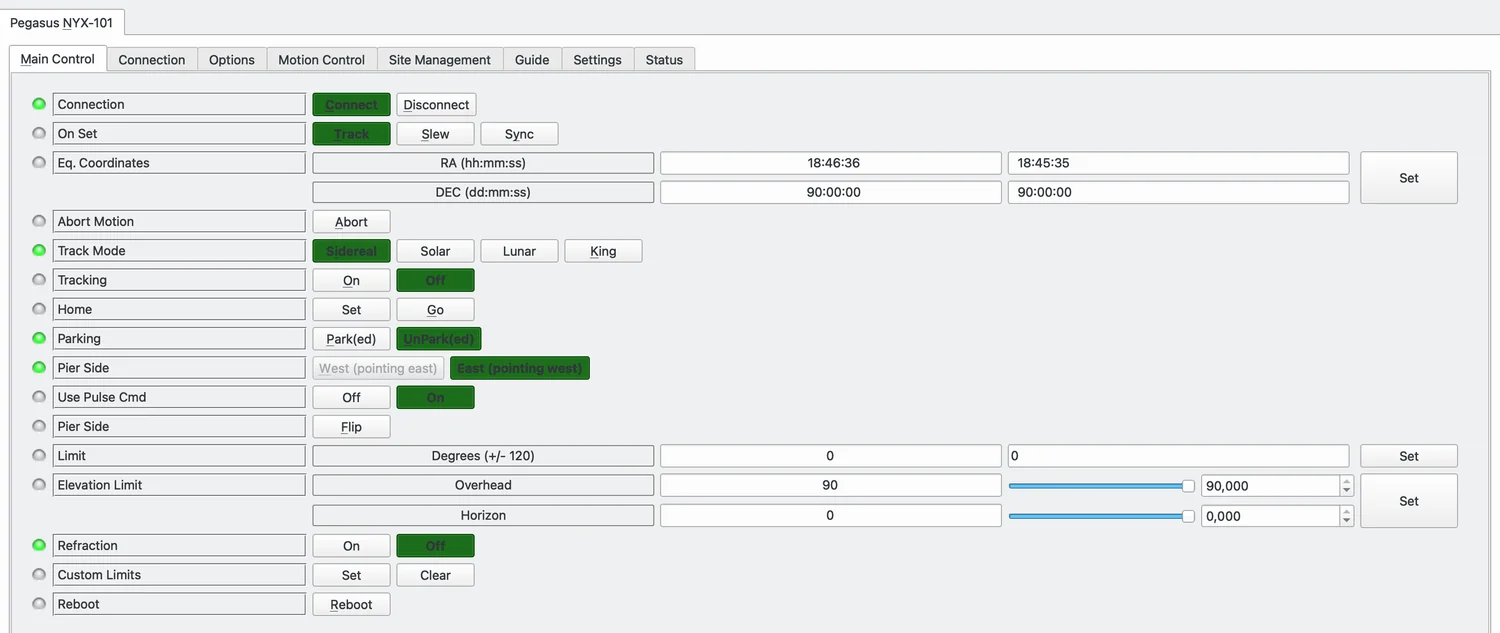 Pegasus NYX-101
Main Control Connection Options Motion Control Site Management Guide Settings Status
Connection Connect Disconnect
On Set Track Slew Sync
Eq. Coordinates RA (hh:mm:ss) 18:46:36 18:45:35 Set
DEC (dd:mm:ss) 90:00:00 90:00:00
Abort Motion Abort
Track Mode Sidereal Solar Lunar King
Tracking On Off
Home Set Go
Parking Park(ed) UnPark(ed)
Pier Side West (pointing east) East (pointing west)
Use Pulse Cmd Off On
Pier Side Flip
Limit Degrees (+/- 120) 0 0 Set
Elevation Limit Overhead 90 90,000 Set
Horizon 0 0,000
Refraction On Off
Custom Limits Set Clear
Reboot Reboot